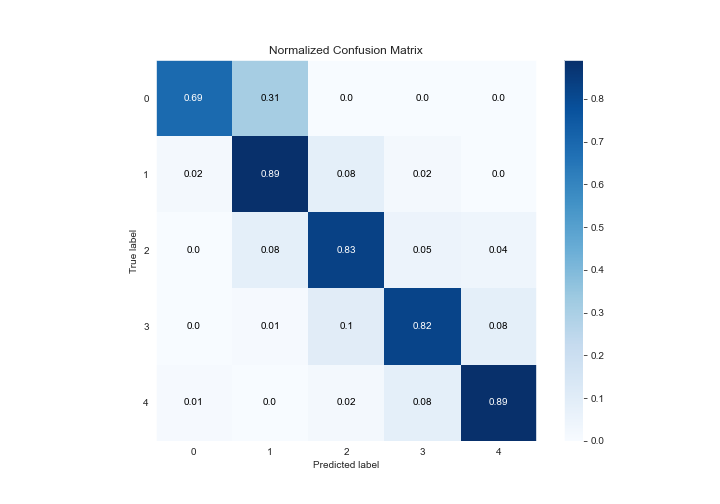 Normalized Confusion Matrix
0 0.69 0.31 0.0 0.0 0.0
1 0.02 0.89 0.08 0.02 0.0
2 0.0 0.08 0.83 0.05 0.04
3 0.0 0.01 0.1 0.82 0.08
4 0.01 0.0 0.02 0.08 0.89
0 1 2 3 4
True label
Predicted label
0.8
0.7
0.6
0.5
0.4
0.3
0.2
0.1
0.0